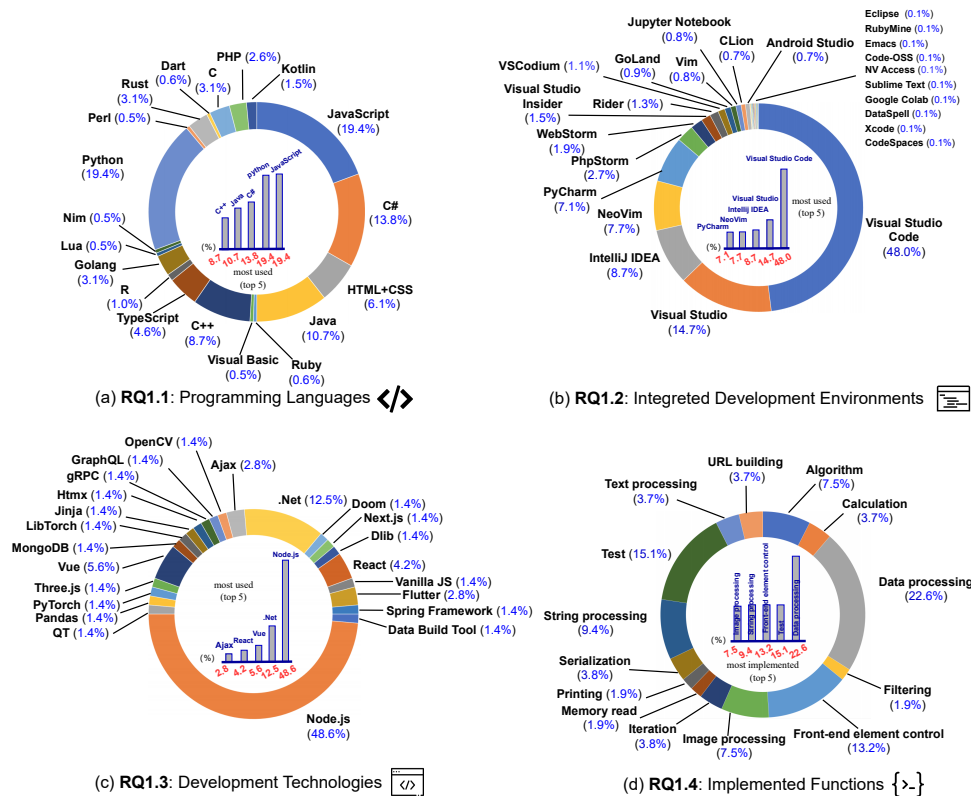 PHP (2.6%)
Dart
(0.6%)
C
(3.1%)
Kotlin
(1.5%)
Rust
(3.1%)
Perl (0.5%)
JavaScript
(19.4%)
Python
(19.4%)
C#
(13.8%)
Nim (0.5%)
Lua (0.5%)
Golang
(3.1%)
R
(1.0%)
TypeScript
(4.6%)
C++
(8.7%)
Visual Basic
(0.5%)
Ruby
(0.6%)
Java
(10.7%)
HTML+CSS
(6.1%)
C++
Java
C#
python
JavaScript
(%)
8.7
10.7
13.8
19.4
19.4
most used
(top 5)
(a) RQ1.1: Programming Languages </>
Jupyter Notebook
(0.8%)
CLion
(0.7%)
Android Studio
(0.7%)
GoLand
(0.9%)
Vim
(0.8%)
VSCodium (1.1%)
Visual Studio
Insider
(1.5%)
Rider (1.3%)
WebStorm
(1.9%)
PhpStorm
(2.7%)
PyCharm
(7.1%)
NeoVim
(7.7%)
IntelliJ IDEA
(8.7%)
Visual Studio
(14.7%)
Visual Studio
Code
(48.0%)
Eclipse (0.1%)
RubyMine (0.1%)
Emacs (0.1%)
Code-OSS (0.1%)
NV Access (0.1%)
Sublime Text (0.1%)
Google Colab (0.1%)
DataSpell (0.1%)
Xcode (0.1%)
CodeSpaces (0.1%)
Visual Studio Code
Visual Studio
Intellij IDEA
NeoVim
PyCharm
most used
(top 5)
(%)
7.1
7.7
8.7
14.7
48.0
(b) RQ1.2: Integreted Development Environments
OpenCV (1.4%)
GraphQL (1.4%)
gRPC (1.4%)
Htmx (1.4%)
Jinja (1.4%)
LibTorch (1.4%)
MongoDB (1.4%)
Vue (5.6%)
Three.js (1.4%)
PyTorch (1.4%)
Pandas (1.4%)
QT (1.4%)
Ajax (2.8%)
.Net (12.5%)
Doom (1.4%)
Next.js (1.4%)
Dlib (1.4%)
React (4.2%)
Vanilla JS (1.4%)
Flutter (2.8%)
Spring Framework (1.4%)
Data Build Tool (1.4%)
Node.js
(48.6%)
most used
(top 5)
Node.js
.Net
Vue
React
Ajax
(%)
2.8
4.2
5.6
12.5
48.6
(c) RQ1.3: Development Technologies </>
URL building
(3.7%)
Algorithm
(7.5%)
Text processing
(3.7%)
Calculation
(3.7%)
Test (15.1%)
Data processing
(22.6%)
String processing
(9.4%)
Serialization
(3.8%)
Printing (1.9%)
Memory read
(1.9%)
Iteration
(3.8%)
Image processing
(7.5%)
Front-end element control
(13.2%)
Filtering
(1.9%)
Image processing
String processing
Front-end element control
Test
Data processing
(%)
7.5
9.4
13.2
15.1
22.6
most implemented
(top 5)
(d) RQ1.4: Implemented Functions {>_}